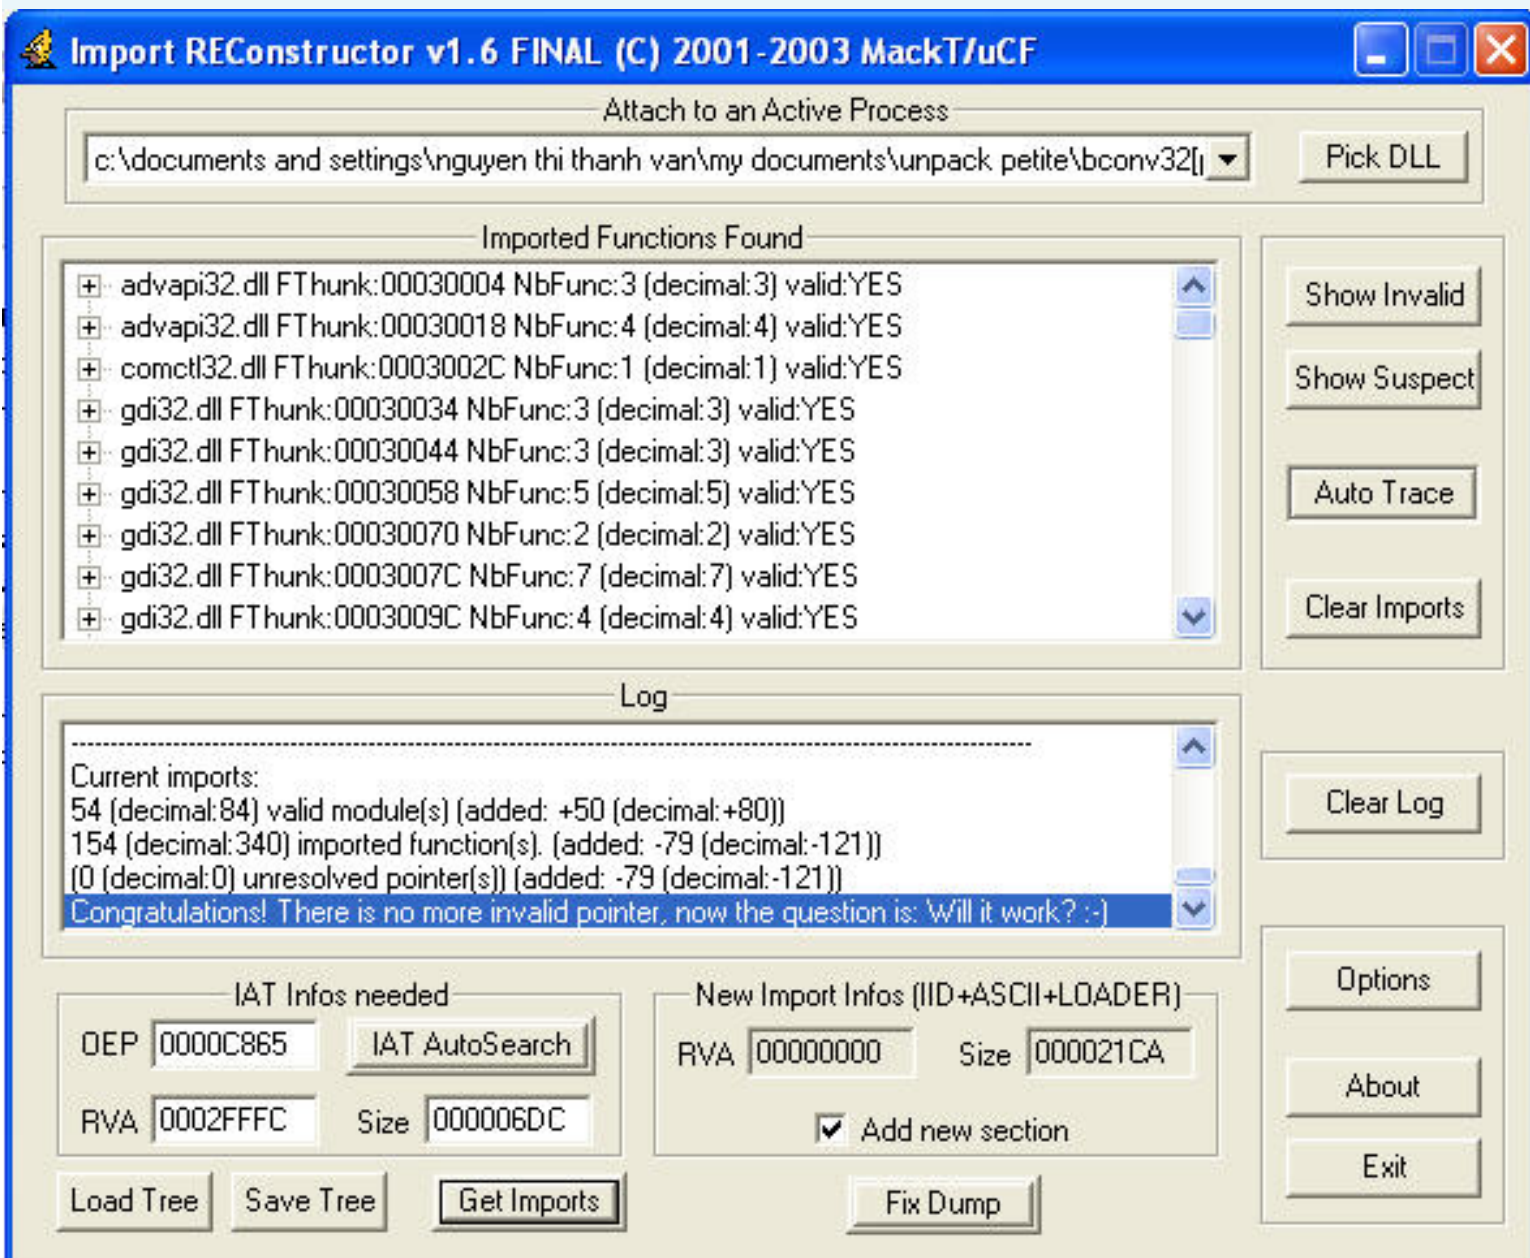 Import REConstructor v1.6 FINAL (C) 2001-2003 MackT/uCF
Attach to an Active Process
c:\documents and settings\nguyen thi thanh van\my documents\unpack petite\bconv32[
Pick DLL
Imported Functions Found
advapi32.dll FThunk:00030004 NbFunc:3 (decimal:3) valid:YES
advapi32.dll FThunk:00030018 NbFunc:4 (decimal:4) valid:YES
comctl32.dll FThunk:0003002C NbFunc:1 (decimal:1) valid:YES
gdi32.dll FThunk:00030034 NbFunc:3 (decimal:3) valid:YES
gdi32.dll FThunk:00030044 NbFunc:3 (decimal:3) valid:YES
gdi32.dll FThunk:00030058 NbFunc:5 (decimal:5) valid:YES
gdi32.dll FThunk:00030070 NbFunc:2 (decimal:2) valid:YES
gdi32.dll FThunk:0003007C NbFunc:7 (decimal:7) valid:YES
gdi32.dll FThunk:0003009C NbFunc:4 (decimal:4) valid:YES
Show Invalid
Show Suspect
Auto Trace
Clear Imports
Log
Current imports:
54 (decimal:84) valid module(s) (added: +50 (decimal:+80))
154 (decimal:340) imported function(s). (added: -79 (decimal:-121))
(0 (decimal:0) unresolved pointer(s)) (added: -79 (decimal:-121))
Congratulations! There is no more invalid pointer, now the question is: Will it work? :-)
Clear Log
IAT Infos needed
OEP 0000C865 IAT AutoSearch
RVA 0002FFFC Size 000006DC
New Import Infos (IID+ASCII+LOADER)
RVA 00000000 Size 000021CA
Add new section
Load Tree Save Tree Get Imports
Fix Dump
Options
About
Exit